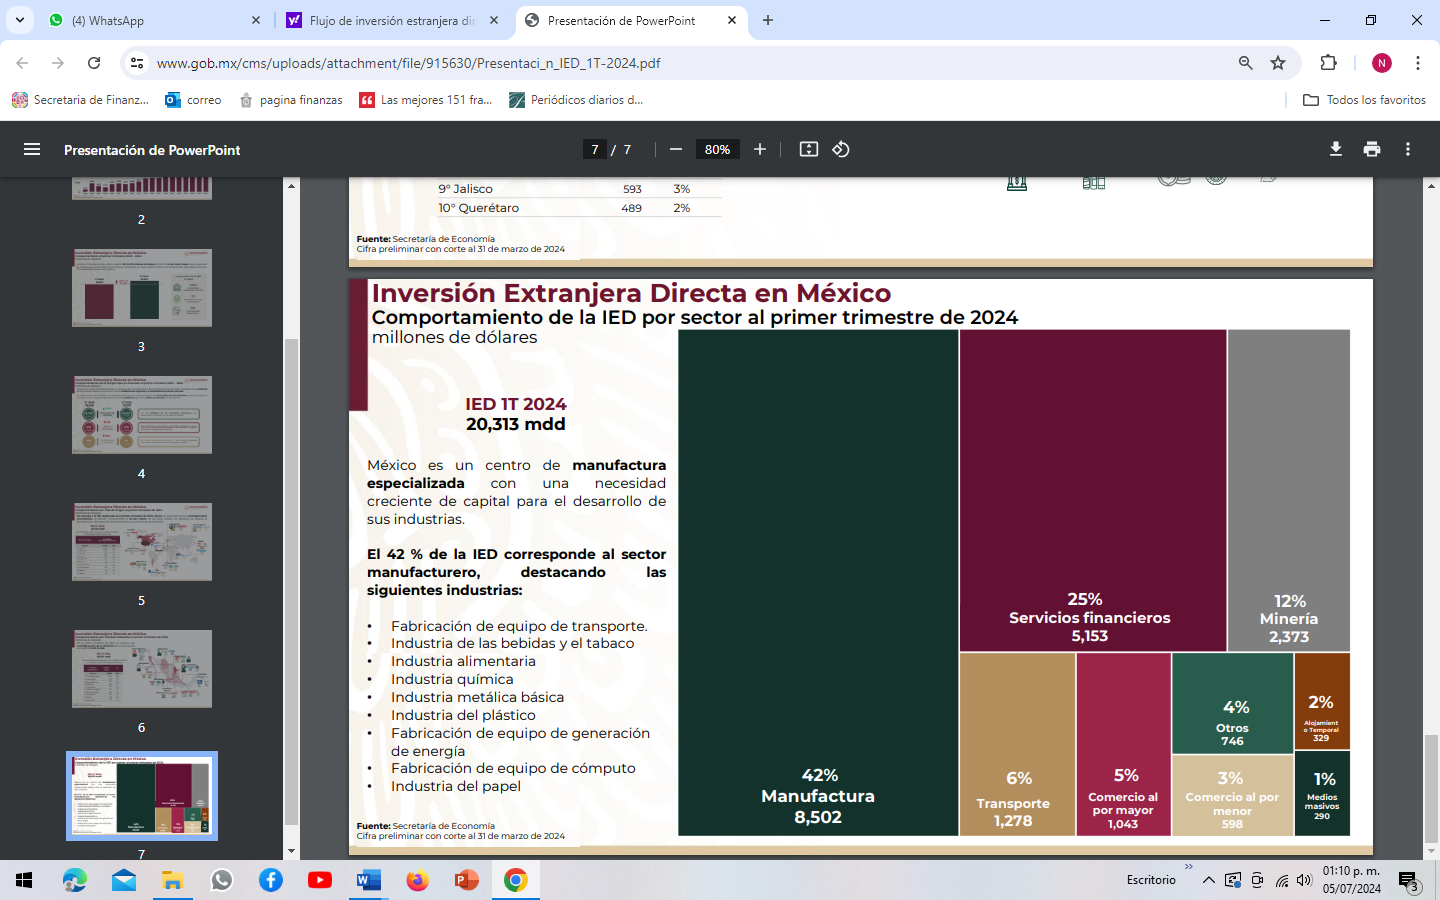 (4) WhatsApp
Flujo de inversión estranjera di
Presentación de PowerPoint
www.gob.mx/cms/uploads/attachment/file/915630/Presentaci_n_IED_1T-2024.pdf
N
Secretaria de Finanz...
correo
pagina finanzas
Las mejores 151 fra...
Periódicos diarios d...
Todos los favoritos
Presentación de PowerPoint
7 / 7
80%
2
3
4
5
6
7
9° Jalisco 593 3%
10° Querétaro 489 2%
Fuente: Secretaría de Economía
Cifra preliminar con corte al 31 de marzo de 2024
Inversión Extranjera Directa en México
Comportamiento de la IED por sector al primer trimestre de 2024
millones de dólares
IED 1T 2024
20,313 mdd
México es un centro de manufactura
especializada con una necesidad
creciente de capital para el desarrollo de
sus industrias.
El 42 % de la IED corresponde al sector
manufacturero, destacando las
siguientes industrias:
• Fabricación de equipo de transporte.
• Industria de las bebidas y el tabaco
• Industria alimentaria
• Industria química
• Industria metálica básica
• Industria del plástico
• Fabricación de equipo de generación
de energía
• Fabricación de equipo de cómputo
• Industria del papel
Fuente: Secretaría de Economía
Cifra preliminar con corte al 31 de marzo de 2024
42%
Manufactura
8,502
25%
Servicios financieros
5,153
12%
Minería
2,373
6%
Transporte
1,278
5%
Comercio al
por mayor
1,043
4%
Otros
746
3%
Comercio al por
menor
598
2%
Alojamient
o Temporal
329
1%
Medios
masivos
290
Escritorio
01:10 p. m.
05/07/2024
3